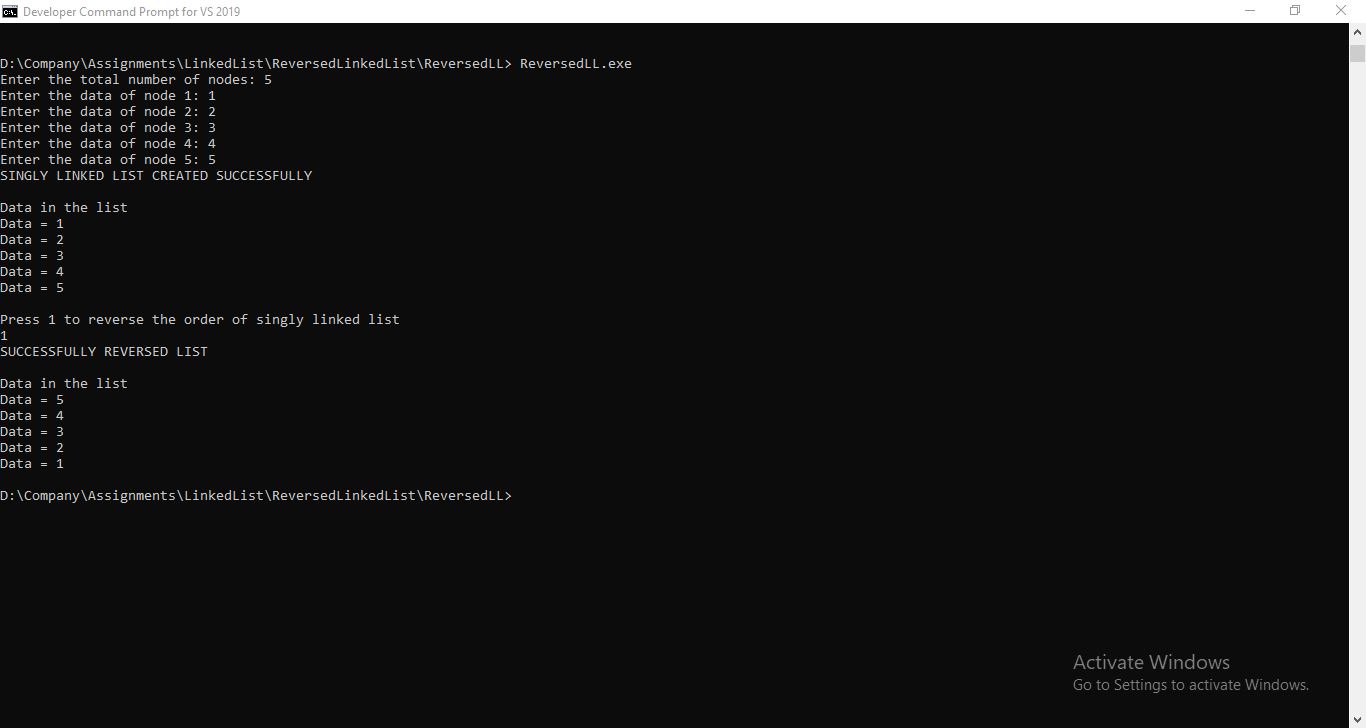 Developer Command Prompt for VS 2019
D:\Company\Assignments\LinkedList\ReversedLinkedList\ReversedLL> ReversedLL.exe
Enter the total number of nodes: 5
Enter the data of node 1: 1
Enter the data of node 2: 2
Enter the data of node 3: 3
Enter the data of node 4: 4
Enter the data of node 5: 5
SINGLY LINKED LIST CREATED SUCCESSFULLY
Data in the list
Data = 1
Data = 2
Data = 3
Data = 4
Data = 5
Press 1 to reverse the order of singly linked list
1
SUCCESSFULLY REVERSED LIST
Data in the list
Data = 5
Data = 4
Data = 3
Data = 2
Data = 1
D:\Company\Assignments\LinkedList\ReversedLinkedList\ReversedLL>
Activate Windows
Go to Settings to activate Windows.